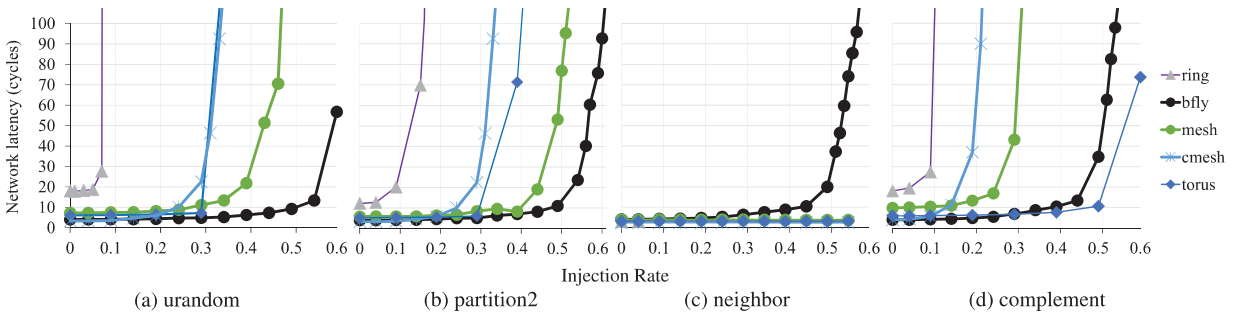 Network latency (cycles)
100
90
80
70
60
50
40
30
20
10
0
0 0.1 0.2 0.3 0.4 0.5 0.6
0 0.1 0.2 0.3 0.4 0.5 0.6
0 0.1 0.2 0.3 0.4 0.5 0.6
0 0.1 0.2 0.3 0.4 0.5 0.6
Injection Rate
(a) urandom
(b) partition2
(c) neighbor
(d) complement
ring
bfly
mesh
cmesh
torus